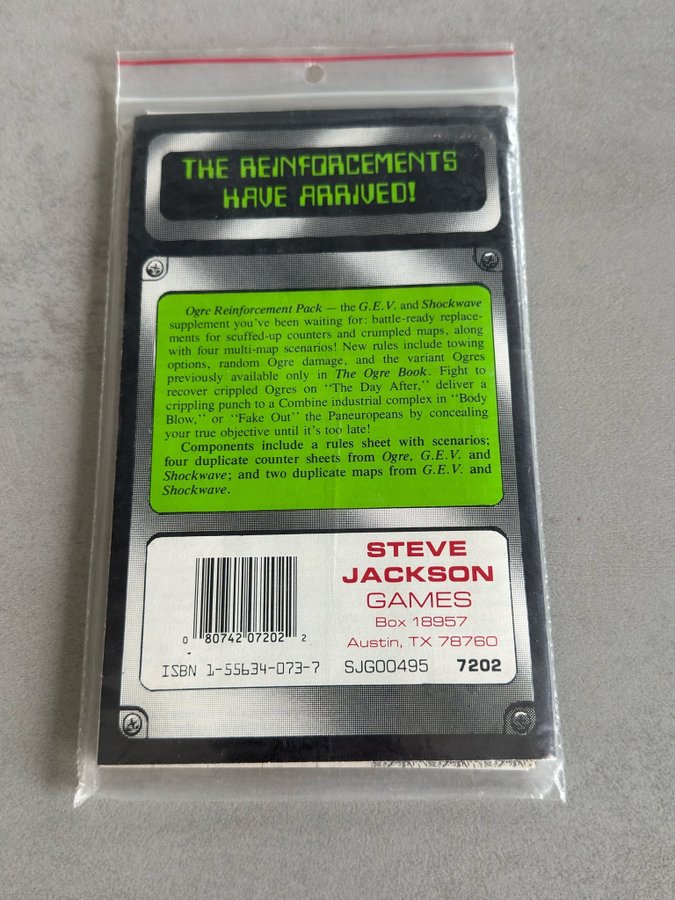 THE REINFORCEMENTS
HAVE ARRIVED!
Ogre Reinforcement Pack — the G.E.V. and Shockwave
supplement you've been waiting for: battle-ready replace-
ments for scuffed-up counters and crumpled maps, along
with four multi-map scenarios! New rules include towing
options, random Ogre damage, and the variant Ogres
previously available only in The Ogre Book. Fight to
recover crippled Ogres on "The Day After," deliver a
crippling punch to a Combine industrial complex in "Body
Blow," or "Fake Out" the Paneuropeans by concealing
your true objective until it's too late!
Components include a rules sheet with scenarios;
four duplicate counter sheets from Ogre, G.E.V. and
Shockwave; and two duplicate maps from G.E.V. and
Shockwave.
STEVE
JACKSON
GAMES
Box 18957
Austin, TX 78760
0 80742 07202 2
ISBN 1-55634-073-7 SJG00495 7202